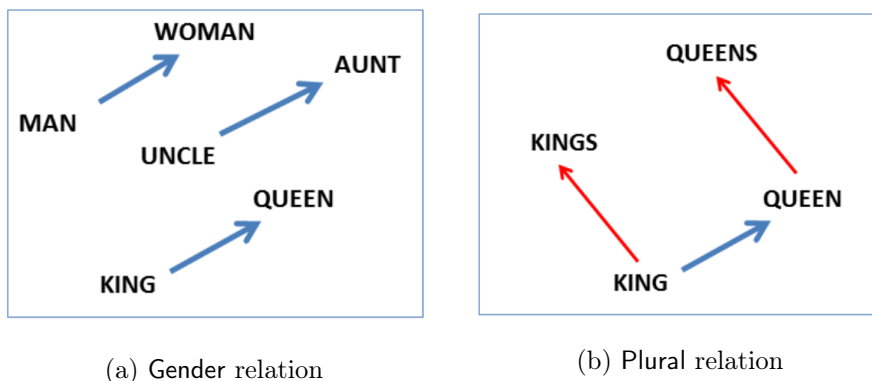 WOMAN
AUNT
MAN
UNCLE
QUEEN
KING
(a) Gender relation
QUEENS
KINGS
QUEEN
KING
(b) Plural relation